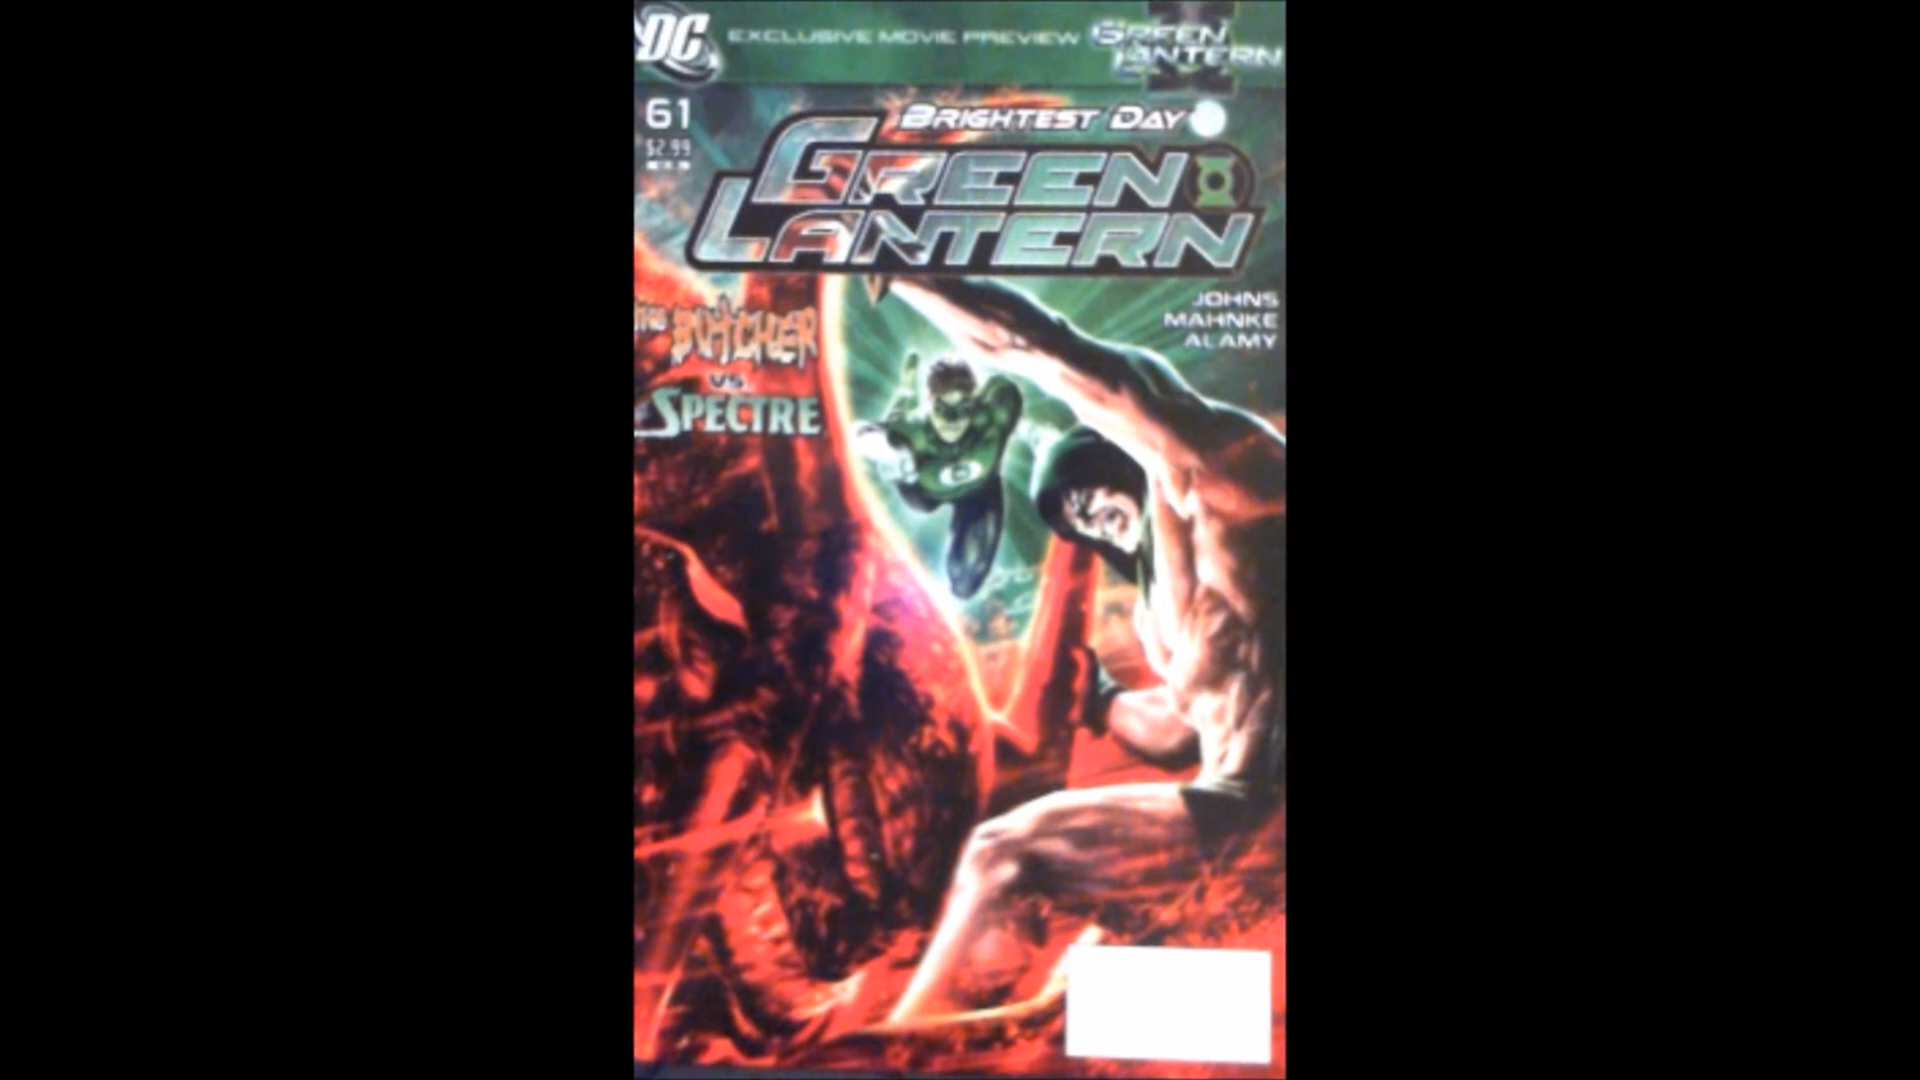 DC
EXCLUSIVE MOVIE PREVIEW
GREEN
LANTERN
61
$2.99
BRIGHTEST DAY
GREEN
LANTERN
JOHNS
MAHNKE
ALAMY
THE BUTCHER
VS.
SPECTRE